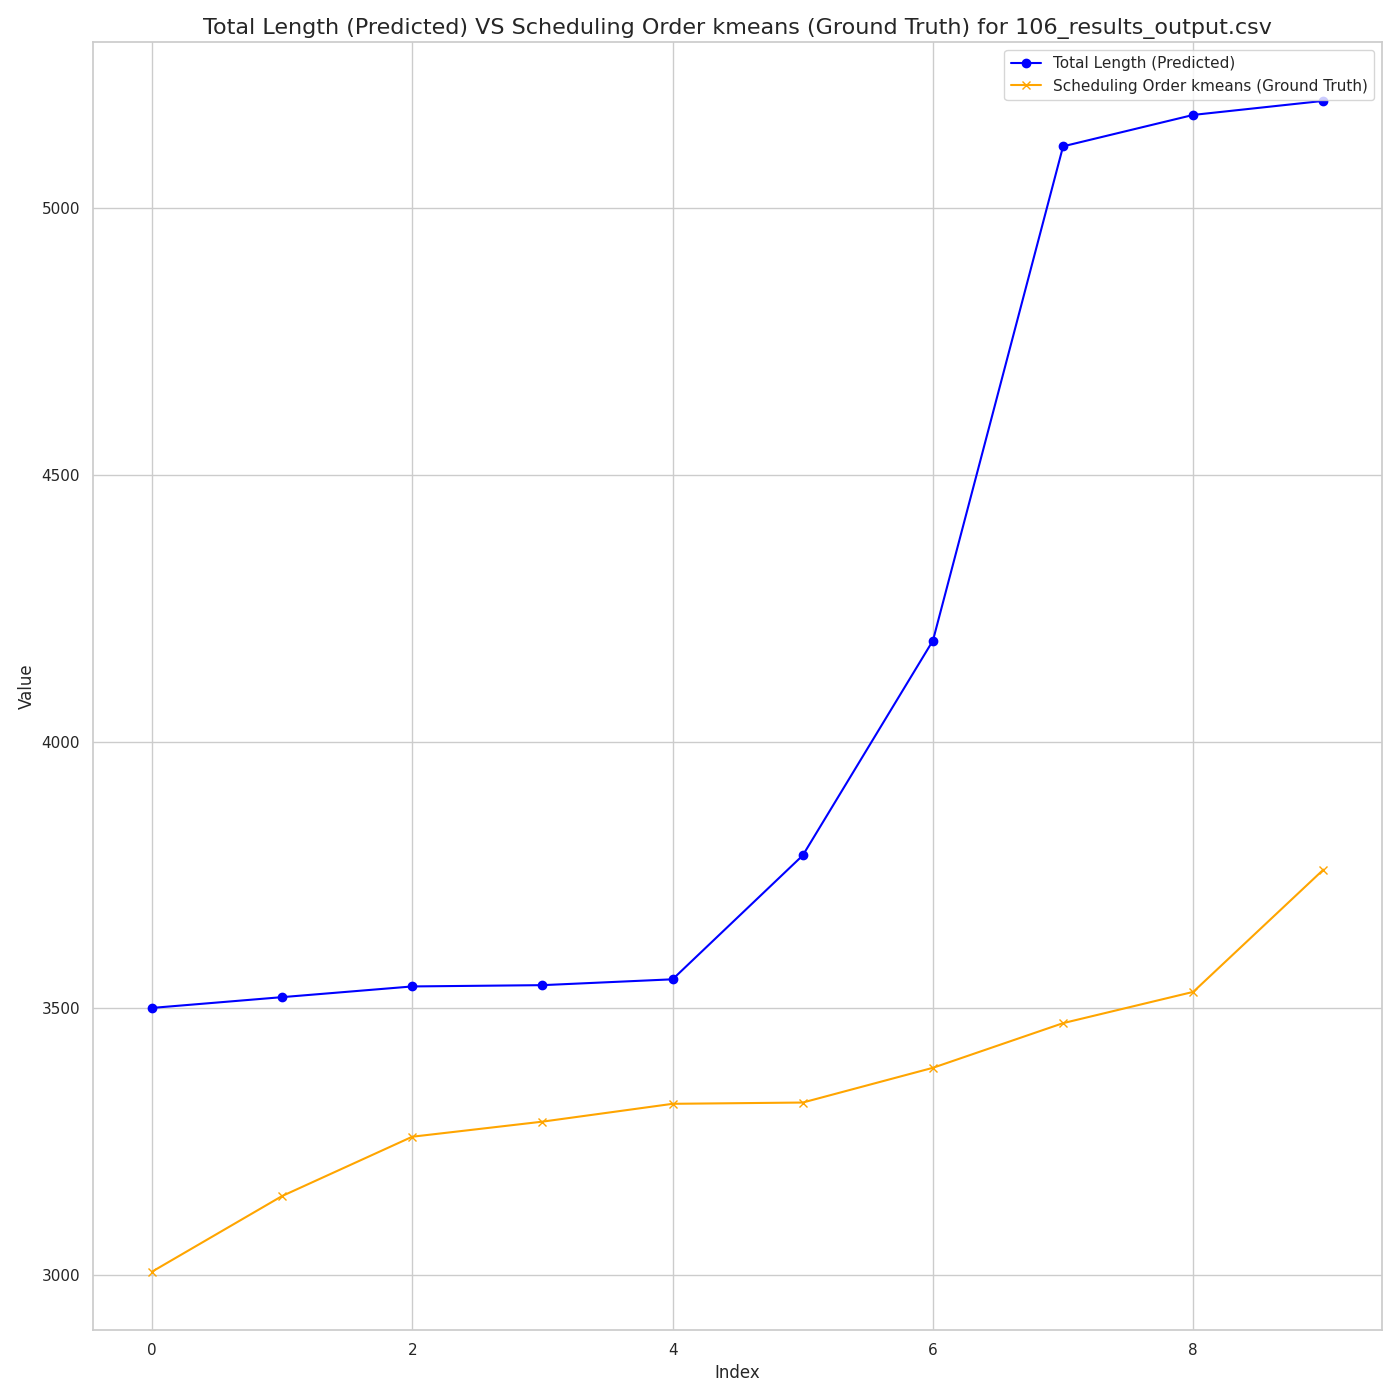 Total Length (Predicted) VS Scheduling Order kmeans (Ground Truth) for 106_results_output.csv
Total Length (Predicted)
Scheduling Order kmeans (Ground Truth)
5000
4500
4000
3500
3000
Value
0 2 4 6 8
Index